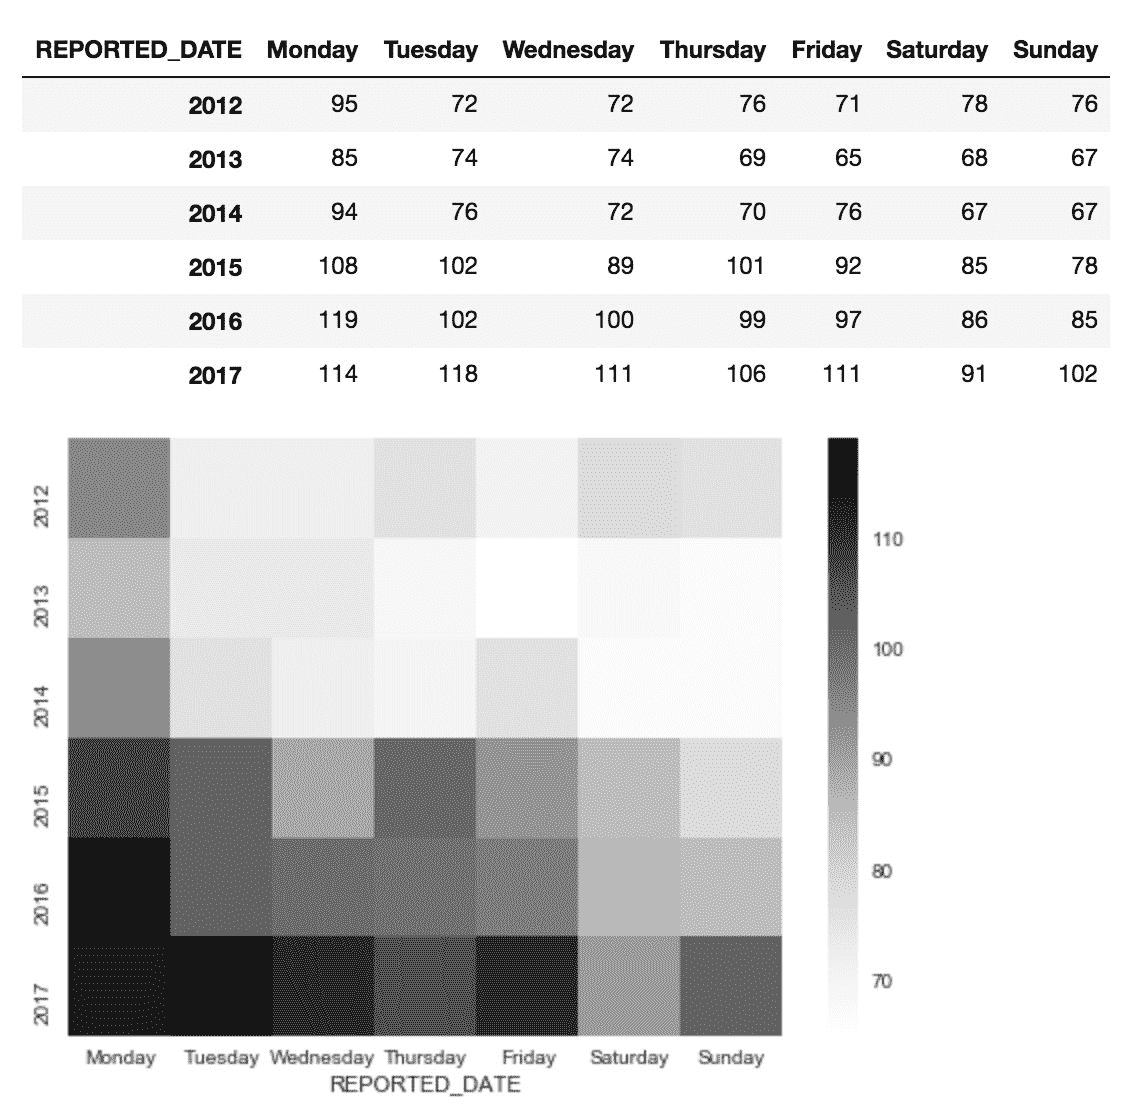 REPORTED_DATE Monday Tuesday Wednesday Thursday Friday Saturday Sunday
2012 95 72 72 76 71 78 76
2013 85 74 74 69 65 68 67
2014 94 76 72 70 76 67 67
2015 108 102 89 101 92 85 78
2016 119 102 100 99 97 86 85
2017 114 118 111 106 111 91 102
2012
2013
2014
2015
2016
2017
110
100
90
80
70
Monday Tuesday Wednesday Thursday Friday Saturday Sunday
REPORTED_DATE